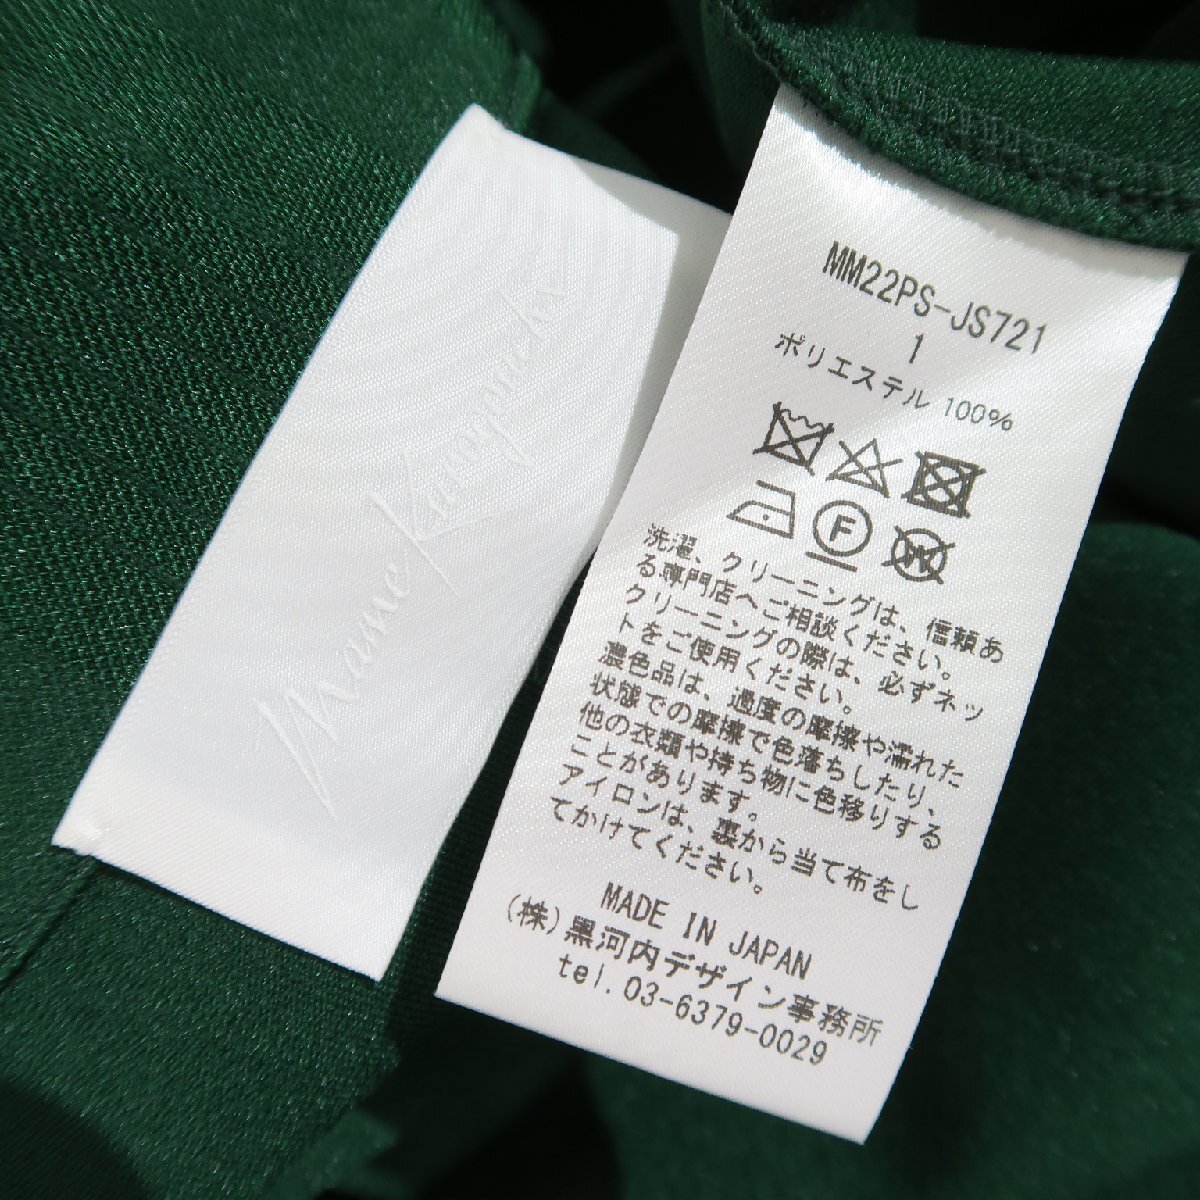 Mame Kurogouchi
MM22PS-JS721
1
ポリエステル 100%
F
W
洗濯、クリーニングは、信頼あ
る専門店へご相談ください。
クリーニングの際は、必ずネッ
トをご使用ください。
濃色品は、過度の摩擦や濡れた
状態での摩擦で色落ちしたり、
他の衣類や持ち物に色移りする
ことがあります。
アイロンは、裏から当て布をし
てかけてください。
MADE IN JAPAN
(株)黒河内デザイン事務所
tel.03-6379-0029